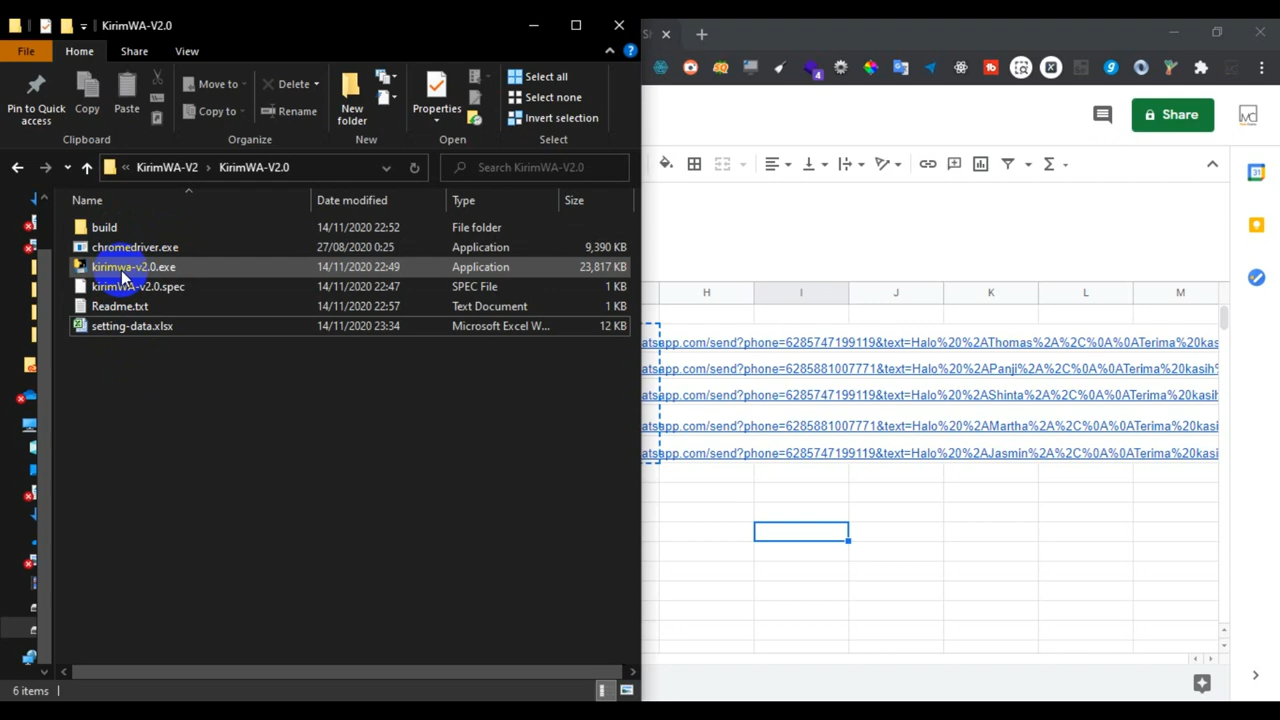 KirimWA-V2.0
File Home Share View
Pin to Quick access
Copy
Paste
Move to
Copy to
Delete
Rename
New folder
Properties
Select all
Select none
Invert selection
Clipboard Organize New Open Select
KirimWA-V2 KirimWA-V2.0
Search KirimWA-V2.0
Name Date modified Type Size
build 14/11/2020 22:52 File folder
chromedriver.exe 27/08/2020 0:25 Application 9,390 KB
kirimwa-v2.0.exe 14/11/2020 22:49 Application 23,817 KB
kirimWA-v2.0.spec 14/11/2020 22:47 SPEC File 1 KB
Readme.txt 14/11/2020 22:57 Text Document 1 KB
setting-data.xlsx 14/11/2020 23:34 Microsoft Excel W... 12 KB
6 items
4
Share
31
H I J K L M
atsapp.com/send?phone=6285747199119&text=Halo%20%2AThomas%2A%2C%0A%0ATerima%20kas
atsapp.com/send?phone=6285881007771&text=Halo%20%2APanji%2A%2C%0A%0ATerima%20kasih
atsapp.com/send?phone=6285747199119&text=Halo%20%2AShinta%2A%2C%0A%0ATerima%20kasi
atsapp.com/send?phone=6285881007771&text=Halo%20%2AMartha%2A%2C%0A%0ATerima%20kas
atsapp.com/send?phone=6285747199119&text=Halo%20%2AJasmin%2A%2C%0A%0ATerima%20kasi